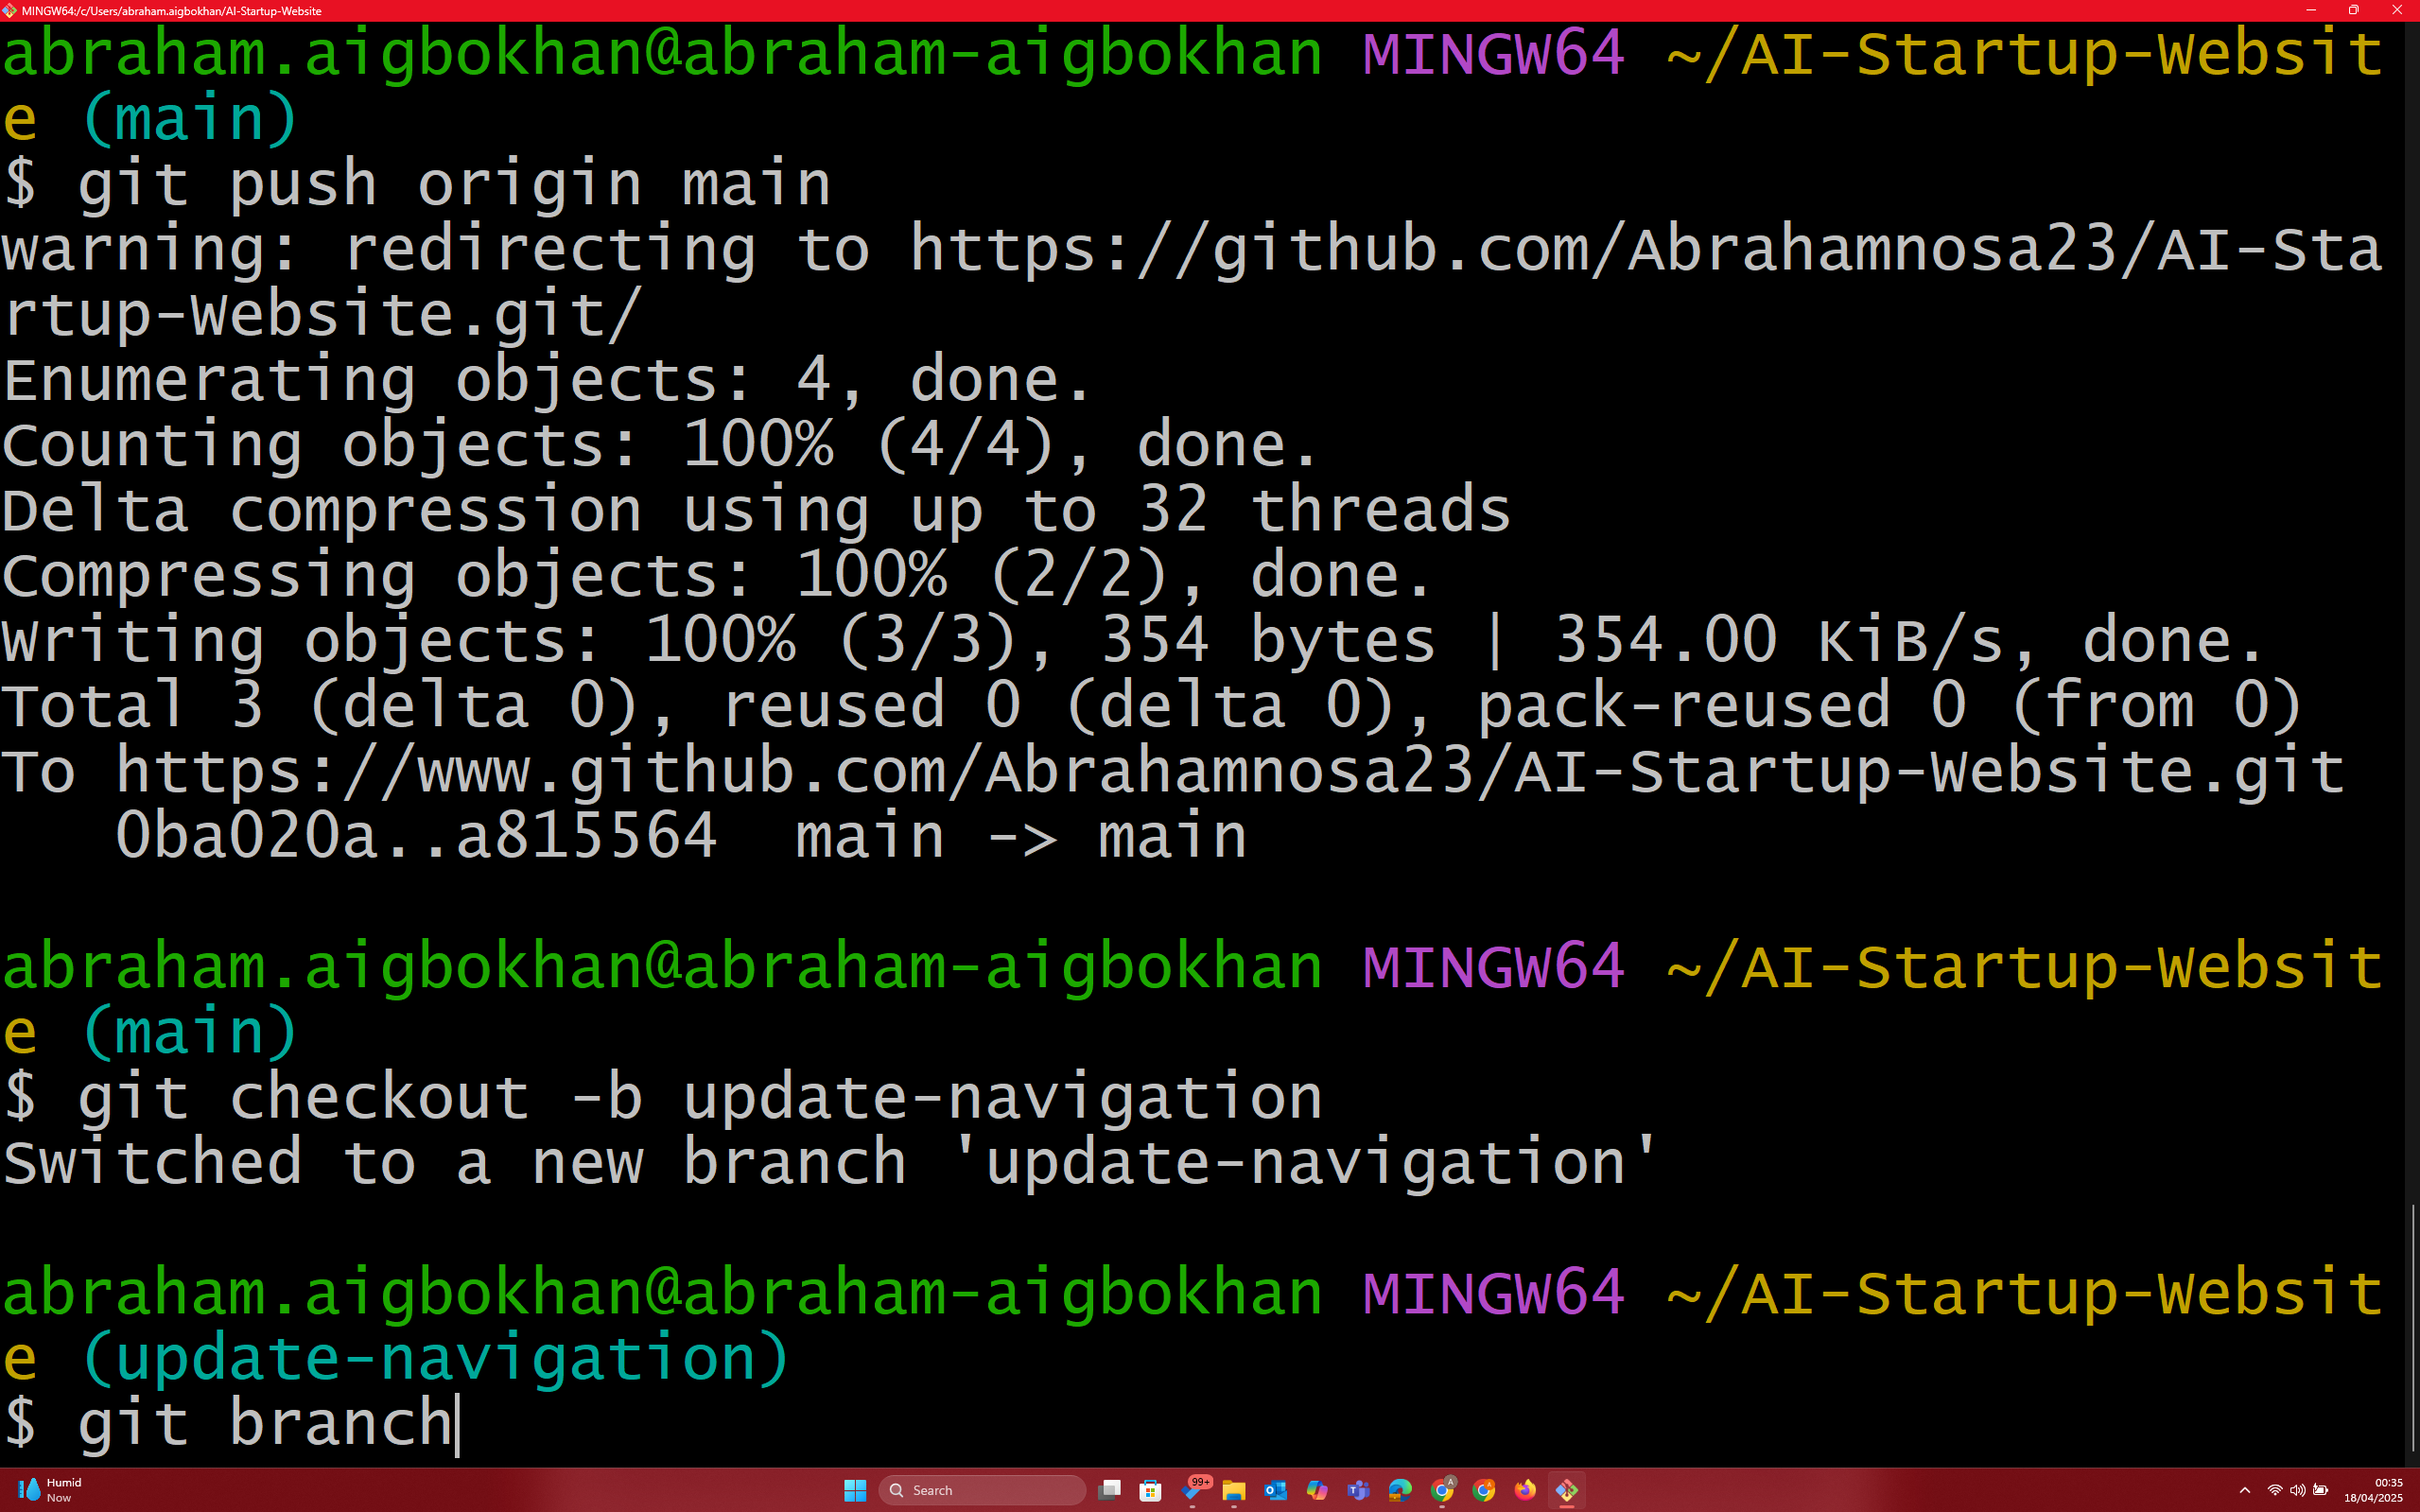 MINGW64:/c/Users/abraham.aigbokhan/AI-Startup-Website
abraham.aigbokhan@abraham-aigbokhan MINGW64 ~/AI-Startup-Websit
e (main)
$ git push origin main
warning: redirecting to https://github.com/Abrahamnosa23/AI-Sta
rtup-Website.git/
Enumerating objects: 4, done.
Counting objects: 100% (4/4), done.
Delta compression using up to 32 threads
Compressing objects: 100% (2/2), done.
Writing objects: 100% (3/3), 354 bytes | 354.00 KiB/s, done.
Total 3 (delta 0), reused 0 (delta 0), pack-reused 0 (from 0)
To https://www.github.com/Abrahamnosa23/AI-Startup-Website.git
   0ba020a..a815564  main -> main
abraham.aigbokhan@abraham-aigbokhan MINGW64 ~/AI-Startup-Websit
e (main)
$ git checkout -b update-navigation
Switched to a new branch 'update-navigation'
abraham.aigbokhan@abraham-aigbokhan MINGW64 ~/AI-Startup-Websit
e (update-navigation)
$ git branch
Humid
Now
Search
99+
A
00:35
18/04/2025